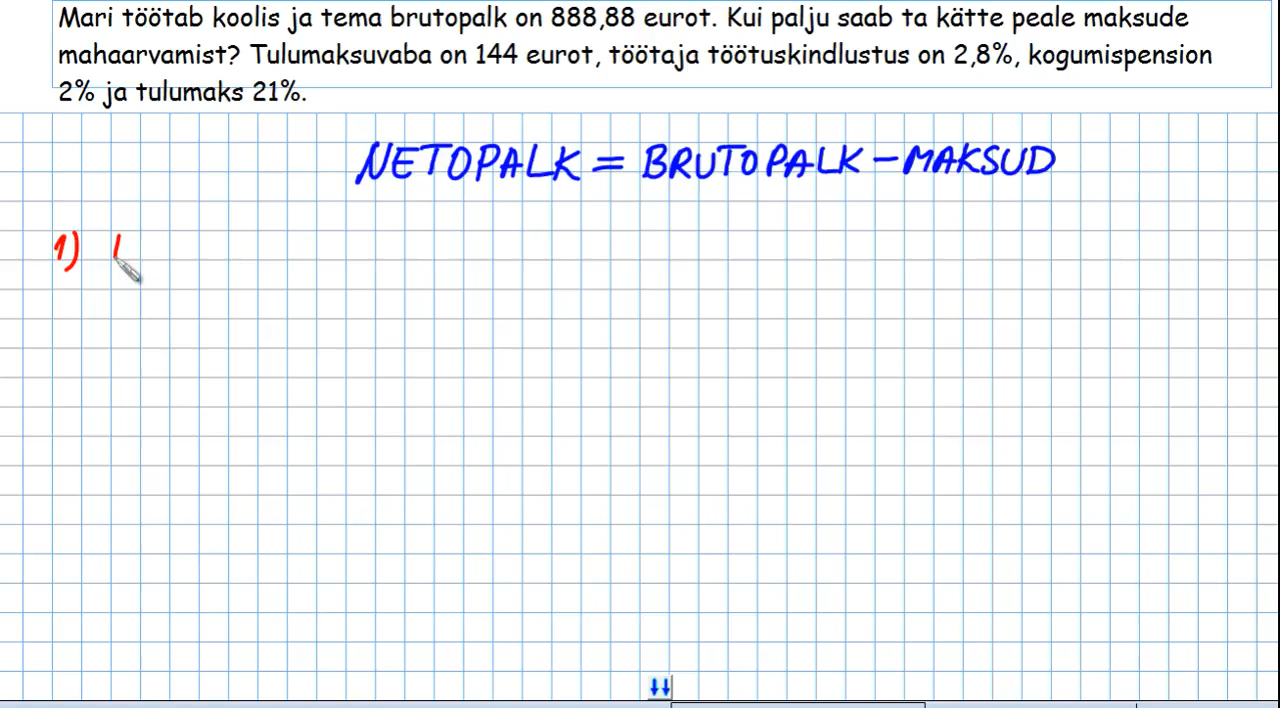 Mari töötab koolis ja tema brutopalk on 888,88 eurot. Kui palju saab ta kätte peale maksude
mahaarvamist? Tulumaksuvaba on 144 eurot, töötaja töötuskindlustus on 2,8%, kogumispension
2% ja tulumaks 21%.
NETOPALK = BRUTOPALK - MAKSUD
1)